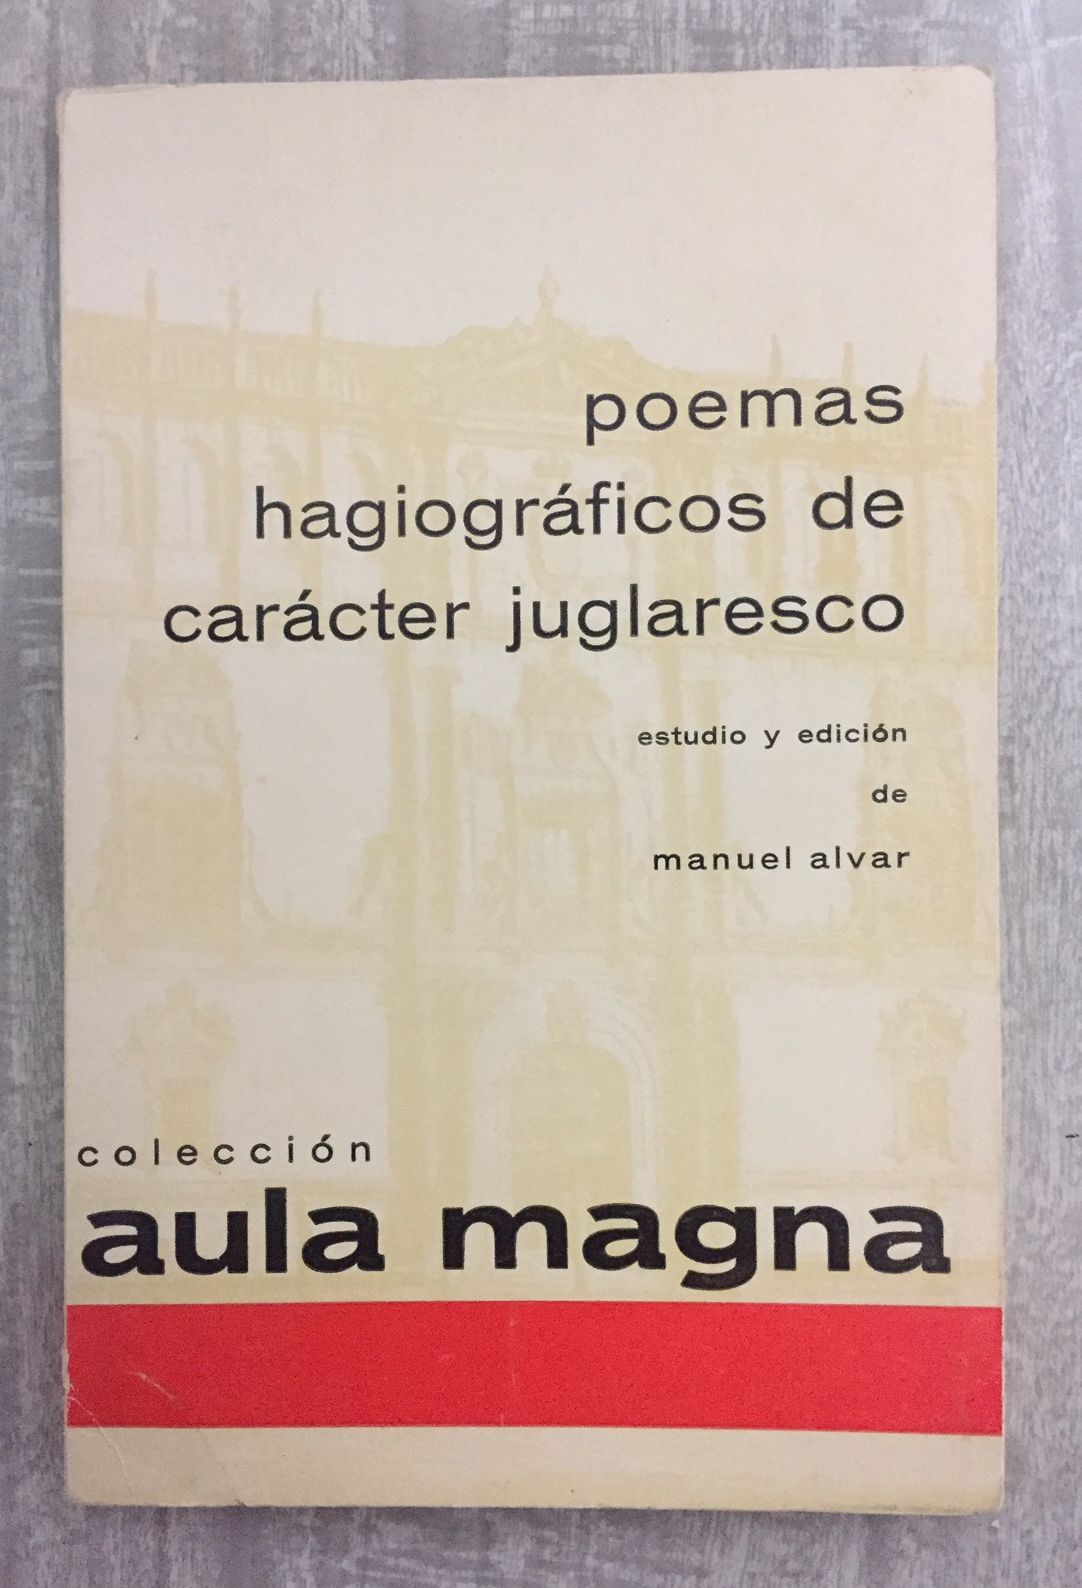 poemas
hagiográficos de
carácter juglaresco
estudio y edición
de
manuel alvar
colección
aula magna